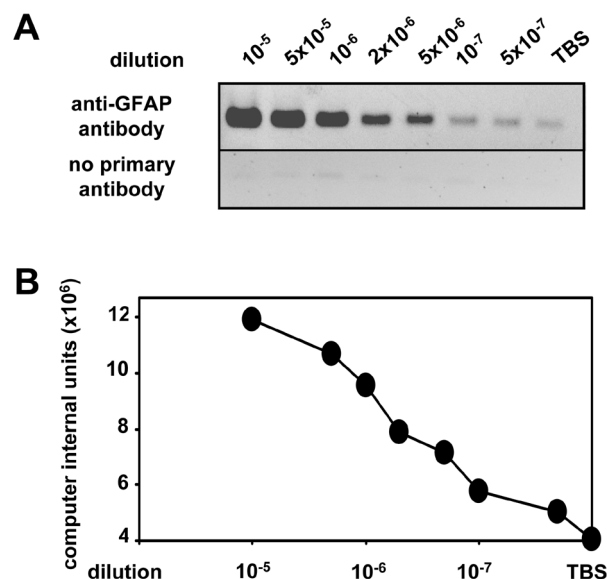 A
dilution 10⁻⁵ 5x10⁻⁵ 10⁻⁶ 2x10⁻⁶ 5x10⁻⁶ 10⁻⁷ 5x10⁻⁷ TBS
anti-GFAP
antibody
no primary
antibody
B
computer internal units (x10⁶)
12
10
8
6
4
dilution 10⁻⁵ 10⁻⁶ 10⁻⁷ TBS